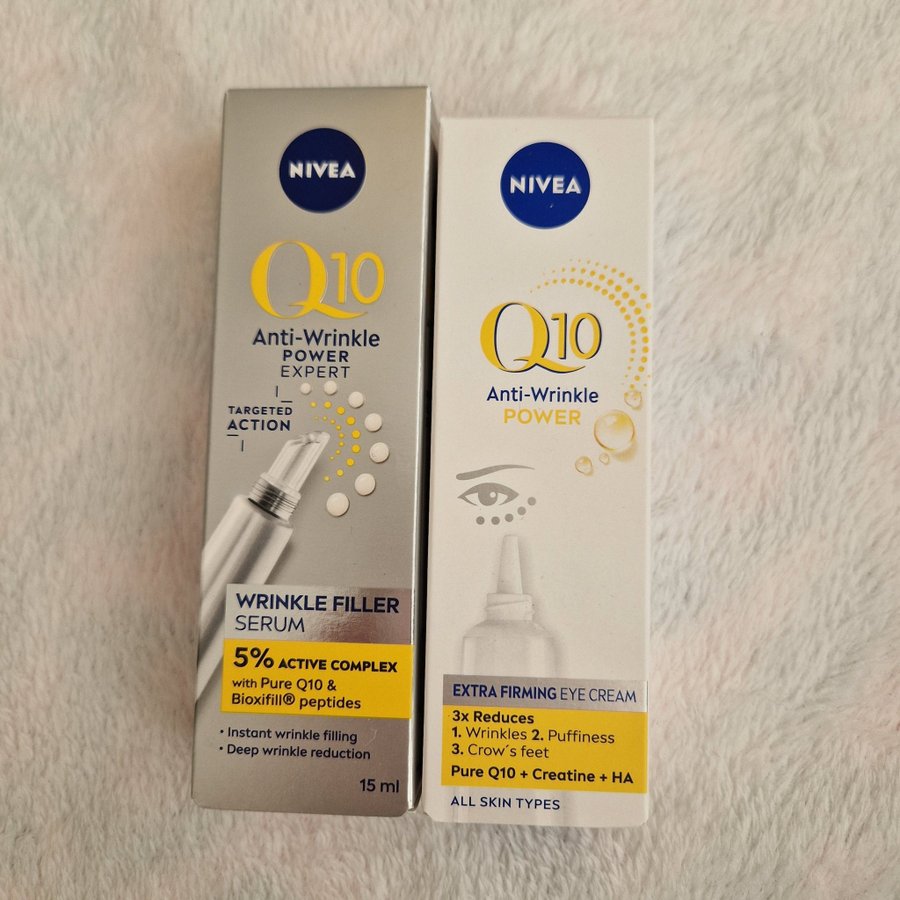 NIVEA
Q10
Anti-Wrinkle
POWER
EXPERT
TARGETED
ACTION
WRINKLE FILLER
SERUM
5% ACTIVE COMPLEX
with Pure Q10 &
Bioxifill® peptides
• Instant wrinkle filling
• Deep wrinkle reduction
15 ml
NIVEA
Q10
Anti-Wrinkle
POWER
EXTRA FIRMING EYE CREAM
3x Reduces
1. Wrinkles 2. Puffiness
3. Crow´s feet
Pure Q10 + Creatine + HA
ALL SKIN TYPES